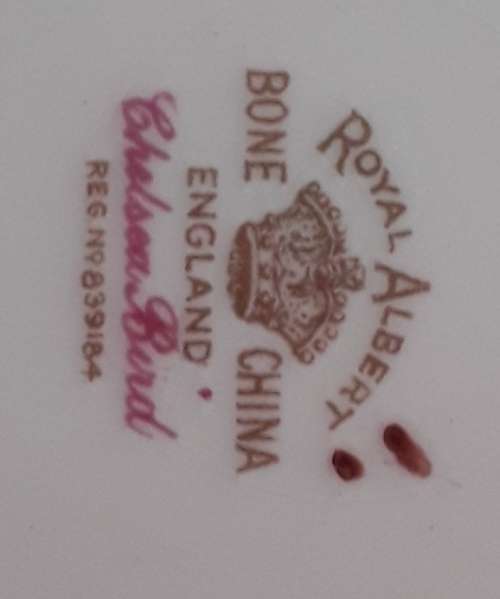 ROYAL ALBERT
BONE CHINA
ENGLAND
Chelsea Bird
REG Nº 839184